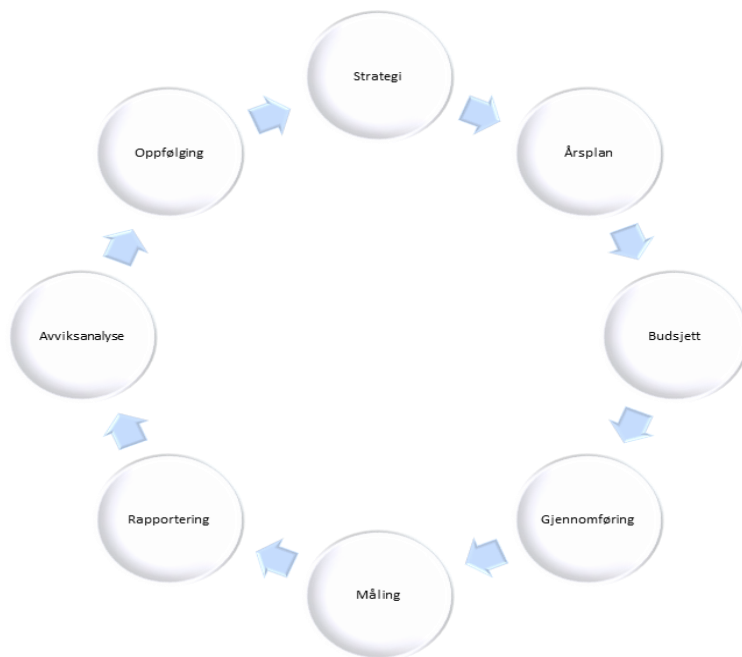 Strategi
Årsplan
Budsjett
Gjennomføring
Måling
Rapportering
Avviksanalyse
Oppfølging